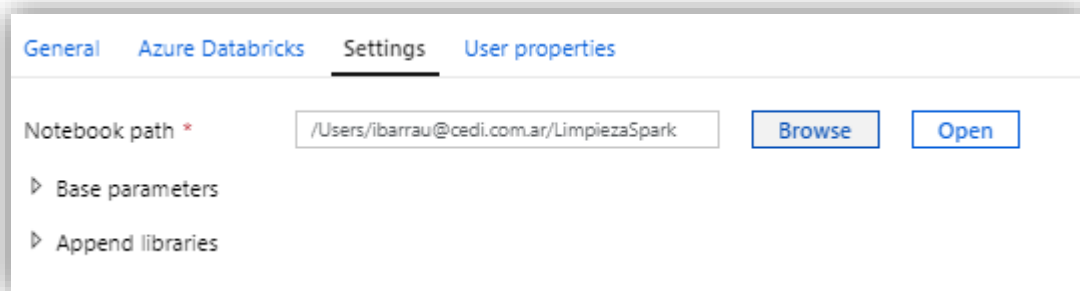 General Azure Databricks Settings User properties
Notebook path * /Users/ibarrau@cedi.com.ar/LimpiezaSpark Browse Open
Base parameters
Append libraries